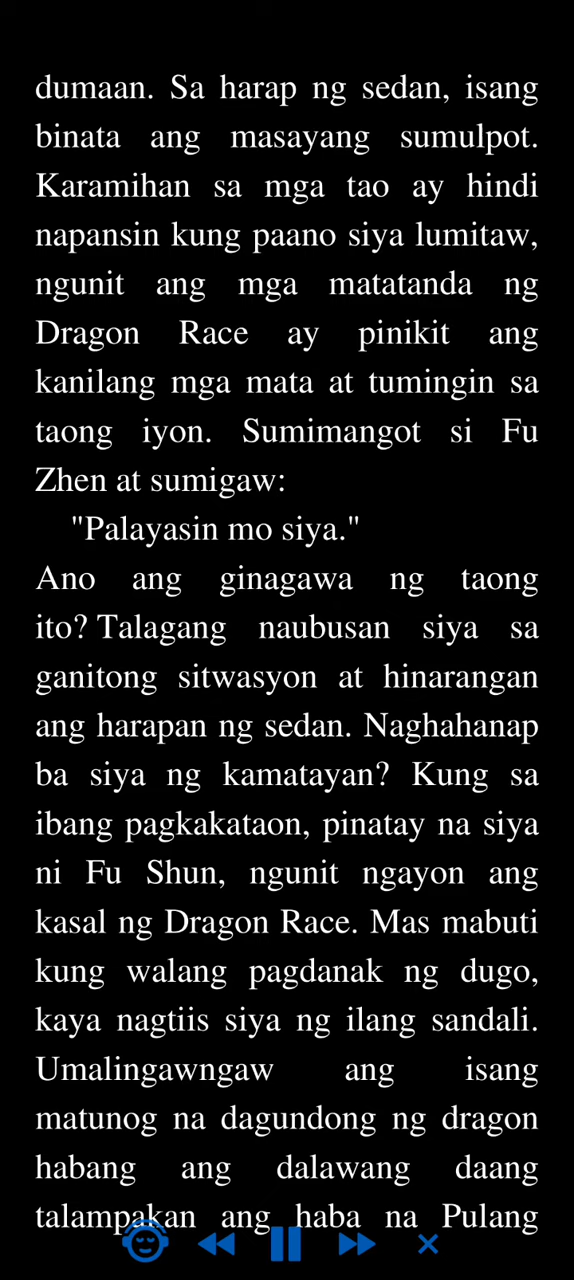 dumaan. Sa harap ng sedan, isang
binata ang masayang sumulpot.
Karamihan sa mga tao ay hindi
napansin kung paano siya lumitaw,
ngunit ang mga matatanda ng
Dragon Race ay pinikit ang
kanilang mga mata at tumingin sa
taong iyon. Sumimangot si Fu
Zhen at sumigaw:
"Palayasin mo siya."
Ano ang ginagawa ng taong
ito? Talagang naubusan siya sa
ganitong sitwasyon at hinarangan
ang harapan ng sedan. Naghahanap
ba siya ng kamatayan? Kung sa
ibang pagkakataon, pinatay na siya
ni Fu Shun, ngunit ngayon ang
kasal ng Dragon Race. Mas mabuti
kung walang pagdanak ng dugo,
kaya nagtiis siya ng ilang sandali.
Umalingawngaw ang isang
matunog na dagundong ng dragon
habang ang dalawang daang
talampakan ang haba na Pulang